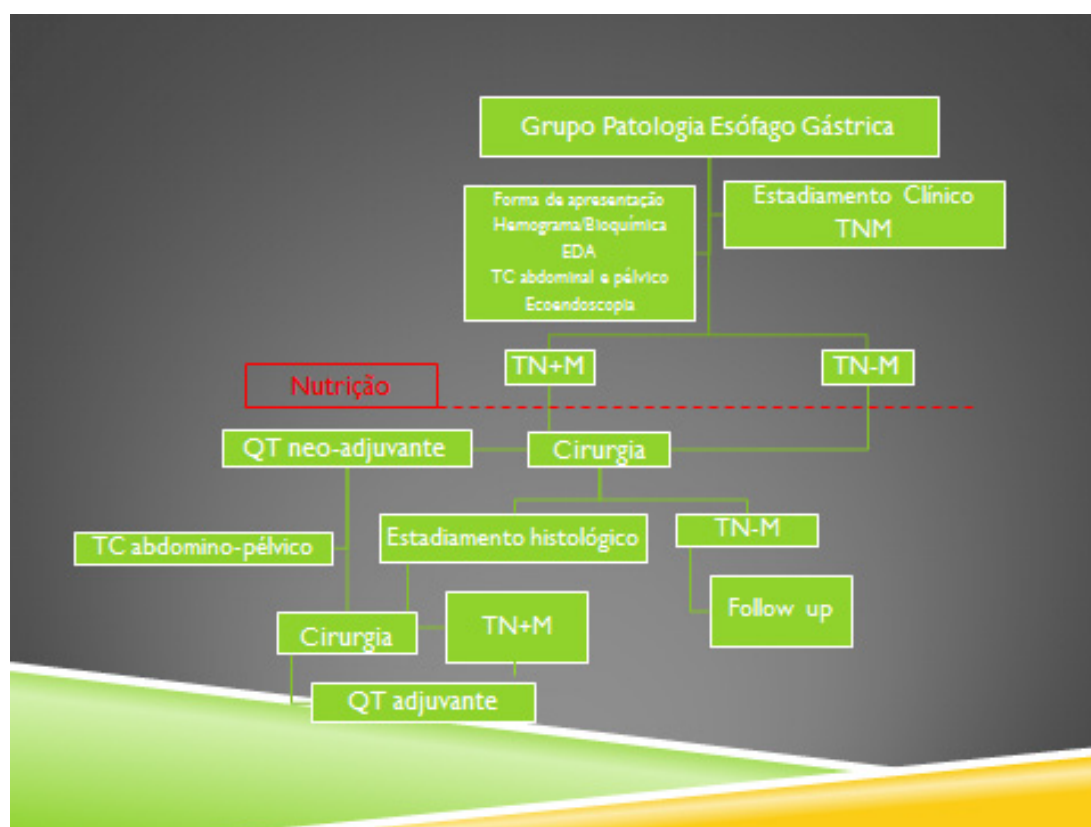 Grupo Patologia Esófago Gástrica
Forma de apresentação
Hemograma/Bioquímica
EDA
TC abdominal e pélvico
Ecoendoscopia
Estadiamento Clínico
TNM
TN+M
TN-M
Nutrição
QT neo-adjuvante
Cirurgia
TC abdomino-pélvico
Estadiamento histológico
TN-M
Cirurgia
TN+M
Follow up
QT adjuvante